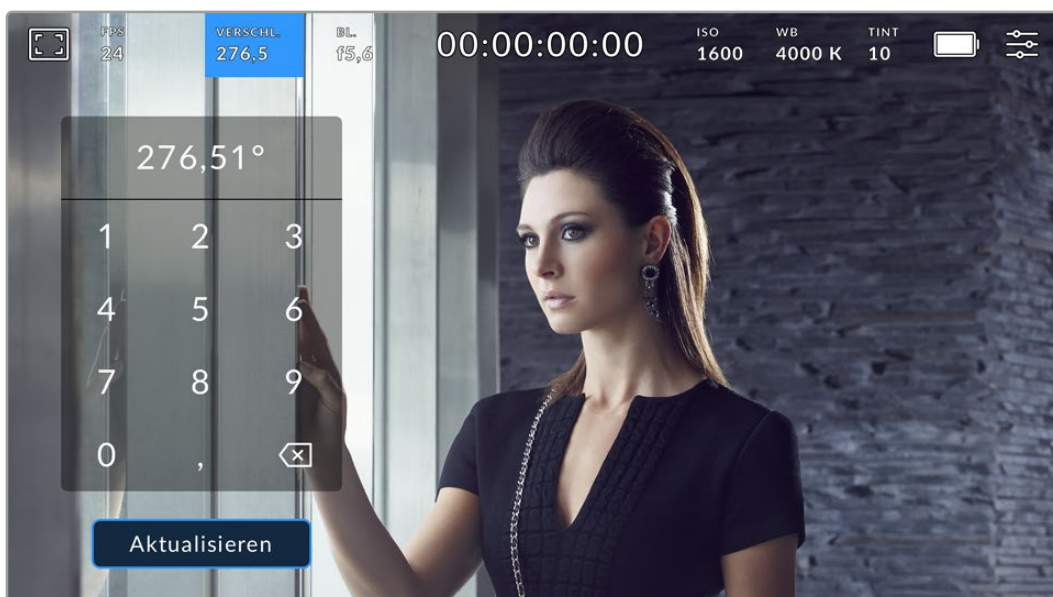 FPS VERSCHL. BL. 00:00:00:00 ISO WB TINT
24 276,5 f5,6 1600 4000 K 10
276,51°
1 2 3
4 5 6
7 8 9
0 ,
Aktualisieren